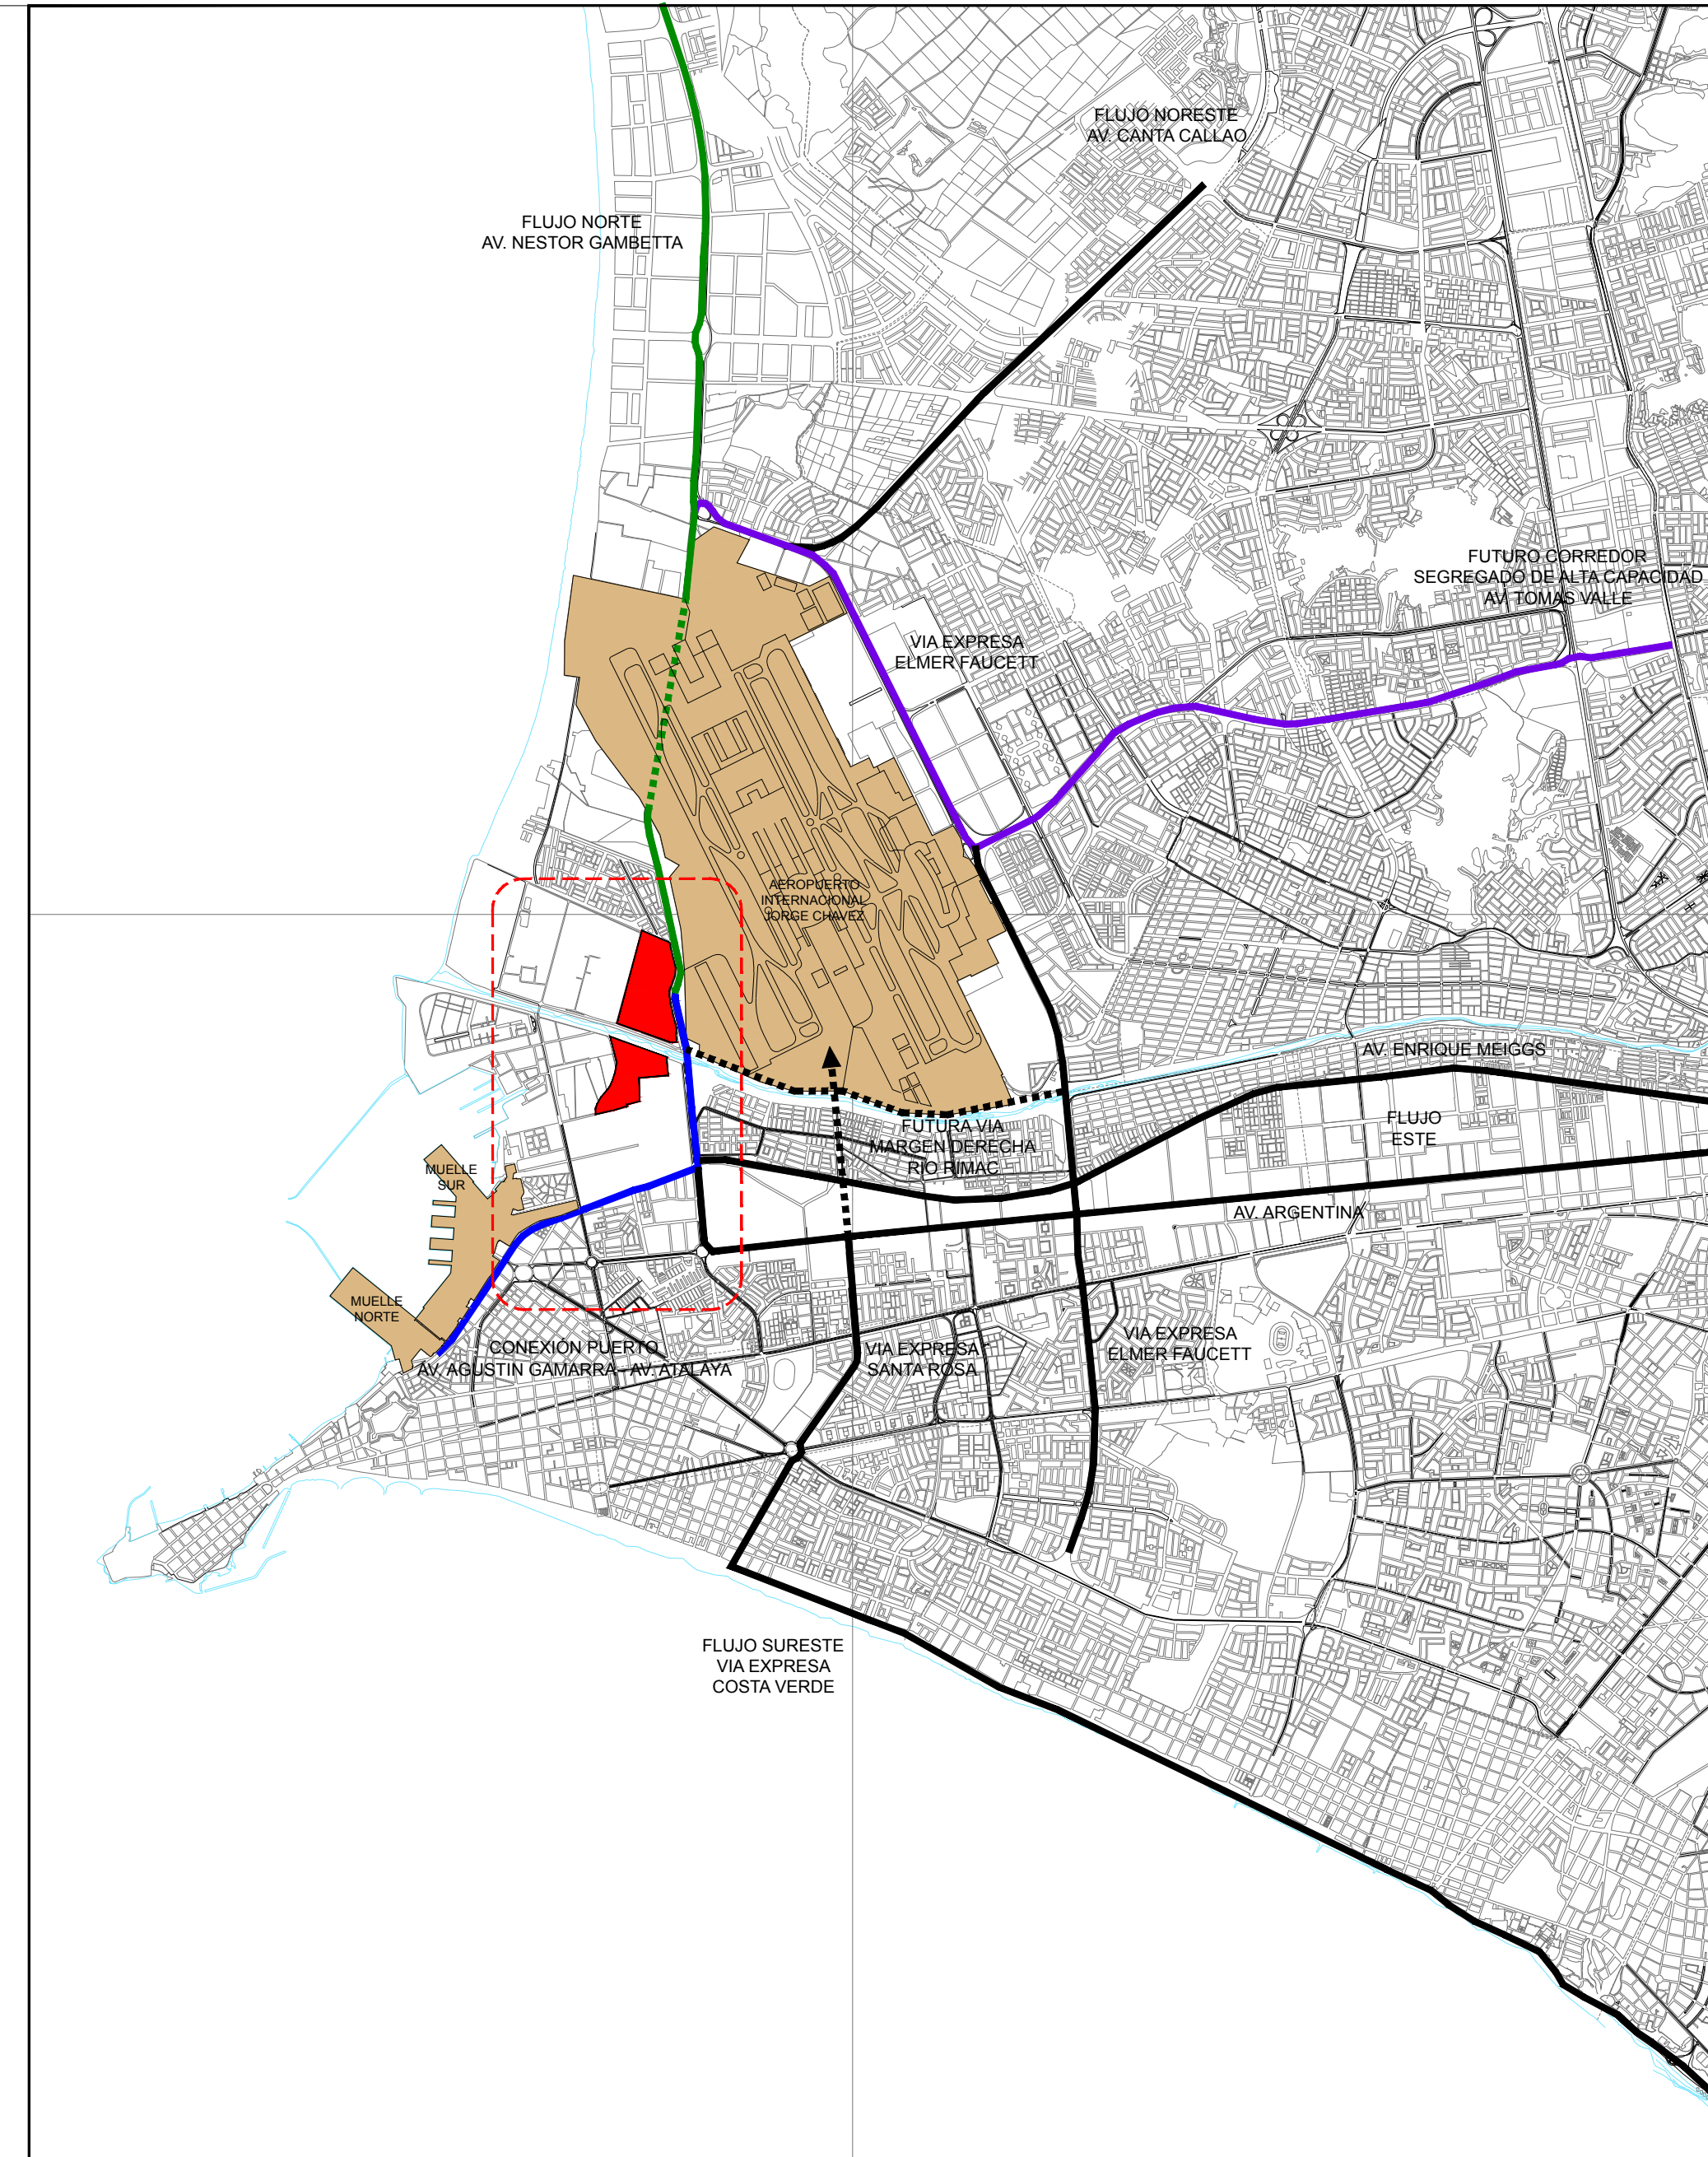 FLUJO NORESTE
AV. CANTA CALLAO
FLUJO NORTE
AV. NESTOR GAMBETTA
FUTURO CORREDOR
SEGREGADO DE ALTA CAPACIDAD
AV. TOMAS VALLE
VIA EXPRESA
ELMER FAUCETT
AEROPUERTO
INTERNACIONAL
JORGE CHAVEZ
AV. ENRIQUE MEIGGS
FLUJO
ESTE
FUTURA VIA
MARGEN DERECHA
RIO RIMAC
MUELLE
SUR
AV. ARGENTINA
MUELLE
NORTE
CONEXIÓN PUERTO
AV. AGUSTIN GAMARRA - AV. ATALAYA
VIA EXPRESA
SANTA ROSA
VIA EXPRESA
ELMER FAUCETT
FLUJO SURESTE
VIA EXPRESA
COSTA VERDE